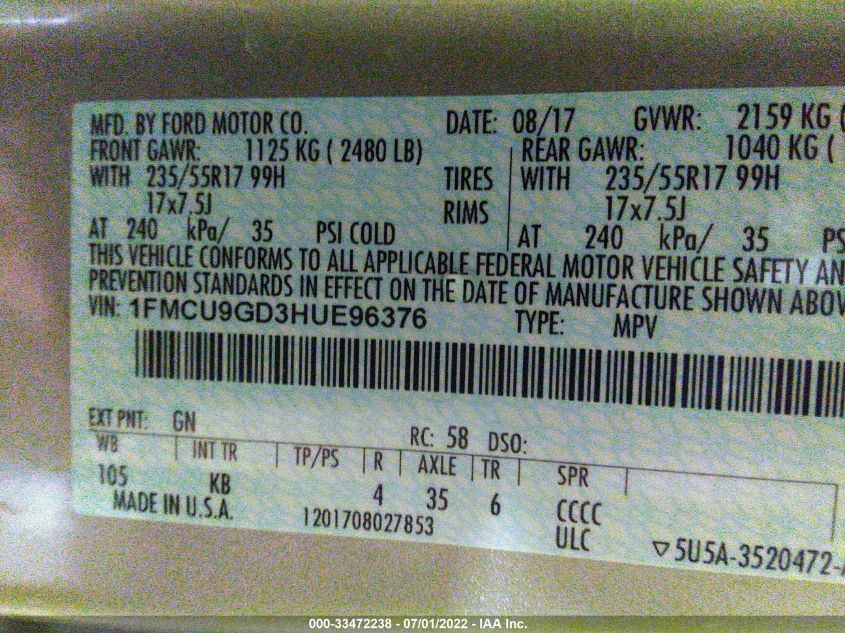 MFD. BY FORD MOTOR CO. DATE: 08/17 GVWR: 2159 KG (
FRONT GAWR: 1125 KG ( 2480 LB) REAR GAWR: 1040 KG (
WITH 235/55R17 99H TIRES WITH 235/55R17 99H
17x7.5J RIMS 17x7.5J
AT 240 kPa/ 35 PSI COLD AT 240 kPa/ 35 PS
THIS VEHICLE CONFORMS TO ALL APPLICABLE FEDERAL MOTOR VEHICLE SAFETY AN
PREVENTION STANDARDS IN EFFECT ON THE DATE OF MANUFACTURE SHOWN ABOV
VIN: 1FMCU9GD3HUE96376 TYPE: MPV
EXT PNT: GN RC: 58 DSO:
WB INT TR TP/PS R AXLE TR SPR
105 KB 4 35 6 CCCC
MADE IN U.S.A. 1201708027853 ULC
▽5U5A-3520472-
000-33472238 - 07/01/2022 - IAA Inc.